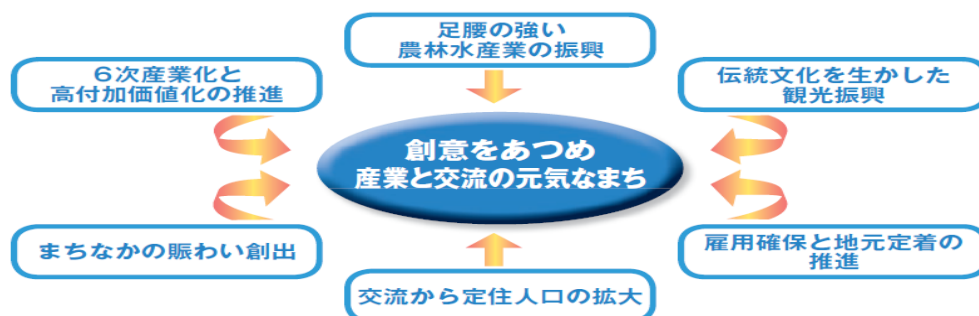 足腰の強い
農林水産業の振興
6次産業化と
高付加価値化の推進
伝統文化を生かした
観光振興
創意をあつめ
産業と交流の元気なまち
まちなかの賑わい創出
雇用確保と地元定着の
推進
交流から定住人口の拡大